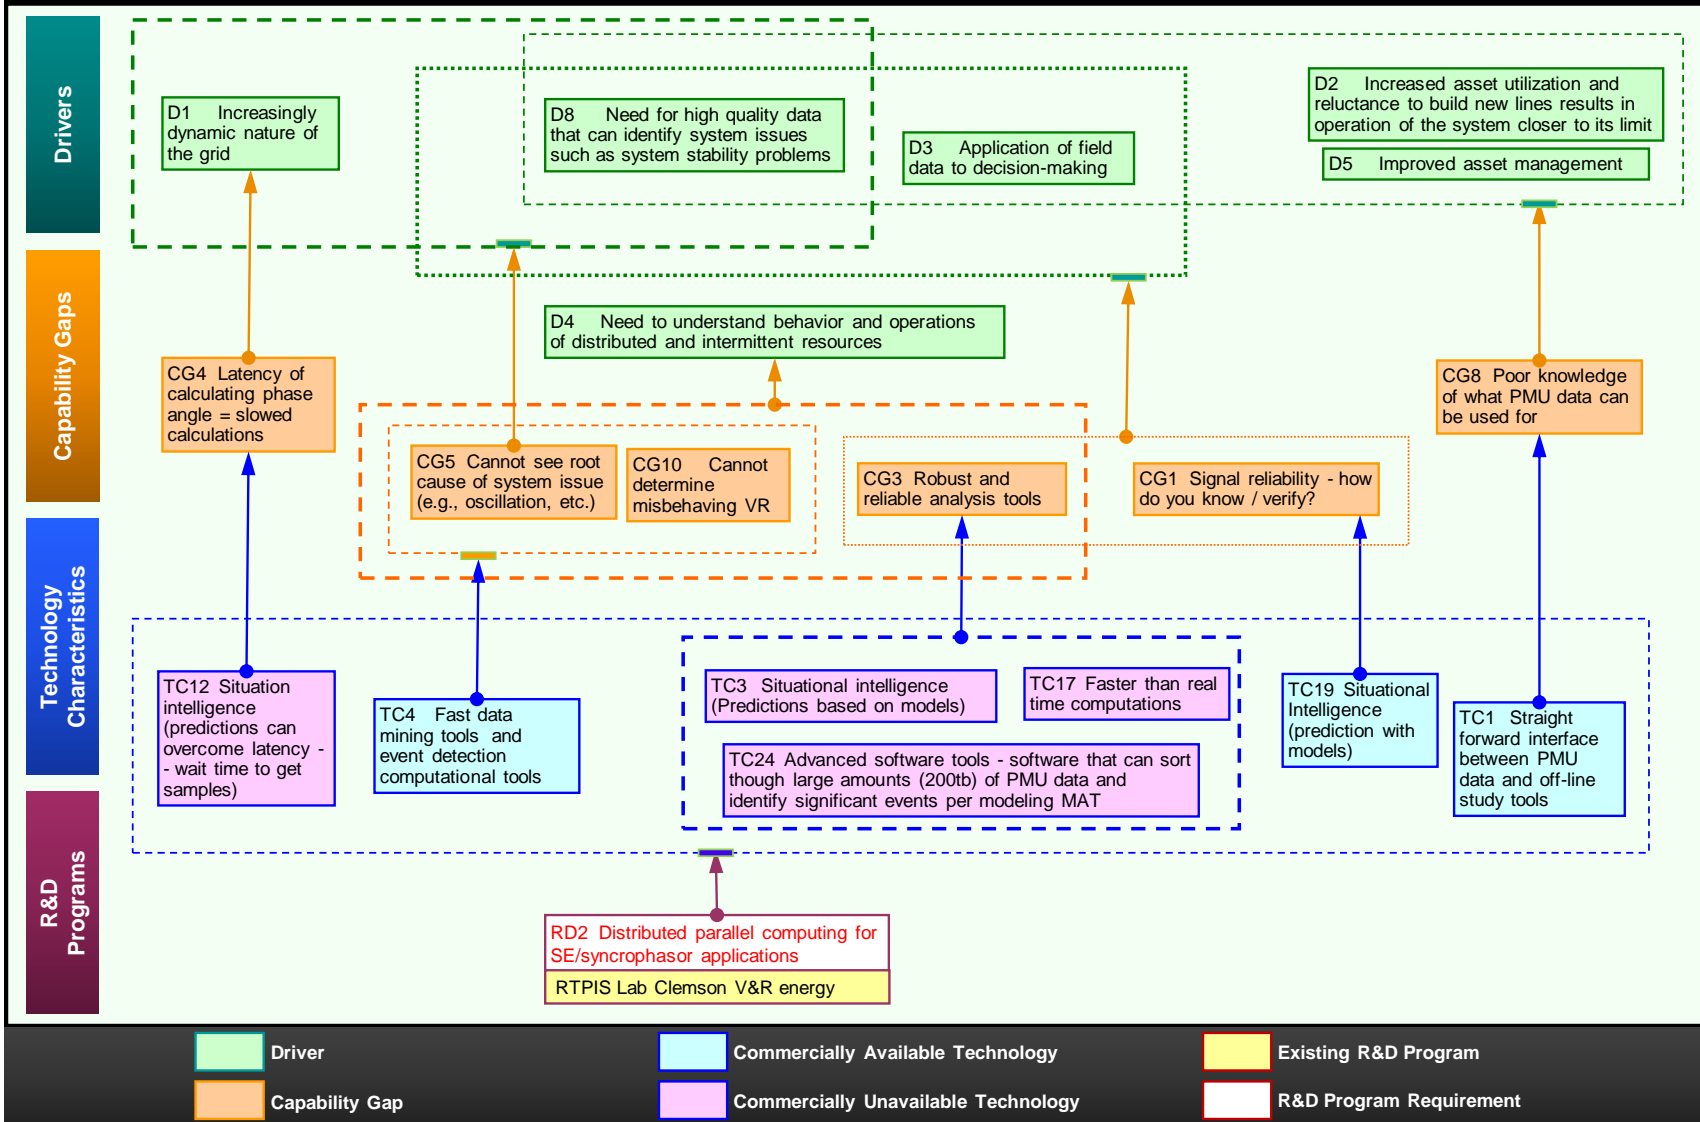 Drivers
D1 Increasingly
dynamic nature of
the grid
D8 Need for high quality data
that can identify system issues
such as system stability problems
D3 Application of field
data to decision-making
D2 Increased asset utilization and
reluctance to build new lines results in
operation of the system closer to its limit
D5 Improved asset management
Capability Gaps
D4 Need to understand behavior and operations
of distributed and intermittent resources
CG4 Latency of
calculating phase
angle = slowed
calculations
CG5 Cannot see root
cause of system issue
(e.g., oscillation, etc.)
CG10 Cannot
determine
misbehaving VR
CG3 Robust and
reliable analysis tools
CG1 Signal reliability - how
do you know / verify?
CG8 Poor knowledge
of what PMU data can
be used for
Technology
Characteristics
TC12 Situation
intelligence
(predictions can
overcome latency -
- wait time to get
samples)
TC4 Fast data
mining tools and
event detection
computational tools
TC3 Situational intelligence
(Predictions based on models)
TC17 Faster than real
time computations
TC24 Advanced software tools - software that can sort
though large amounts (200tb) of PMU data and
identify significant events per modeling MAT
TC19 Situational
Intelligence
(prediction with
models)
TC1 Straight
forward interface
between PMU
data and off-line
study tools
R&D
Programs
RD2 Distributed parallel computing for
SE/syncrophasor applications
RTPIS Lab Clemson V&R energy
Driver
Commercially Available Technology
Existing R&D Program
Capability Gap
Commercially Unavailable Technology
R&D Program Requirement